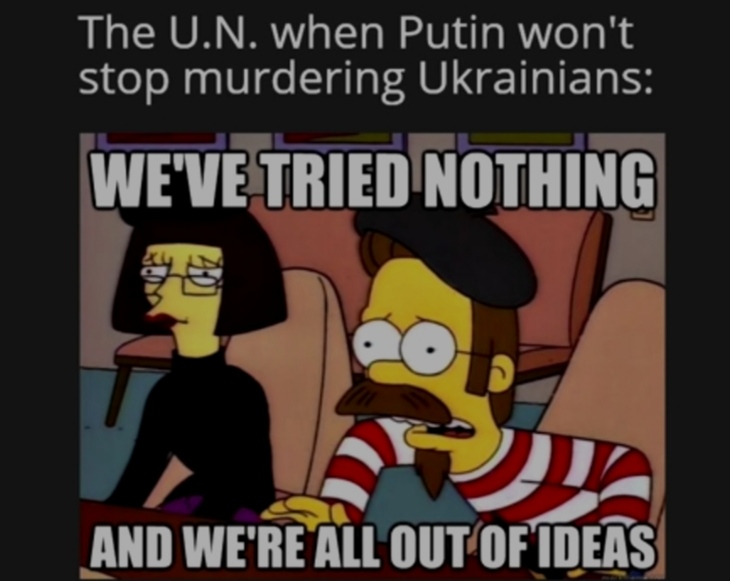 The U.N. when Putin won't
stop murdering Ukrainians:
WE'VE TRIED NOTHING
AND WE'RE ALL OUT OF IDEAS